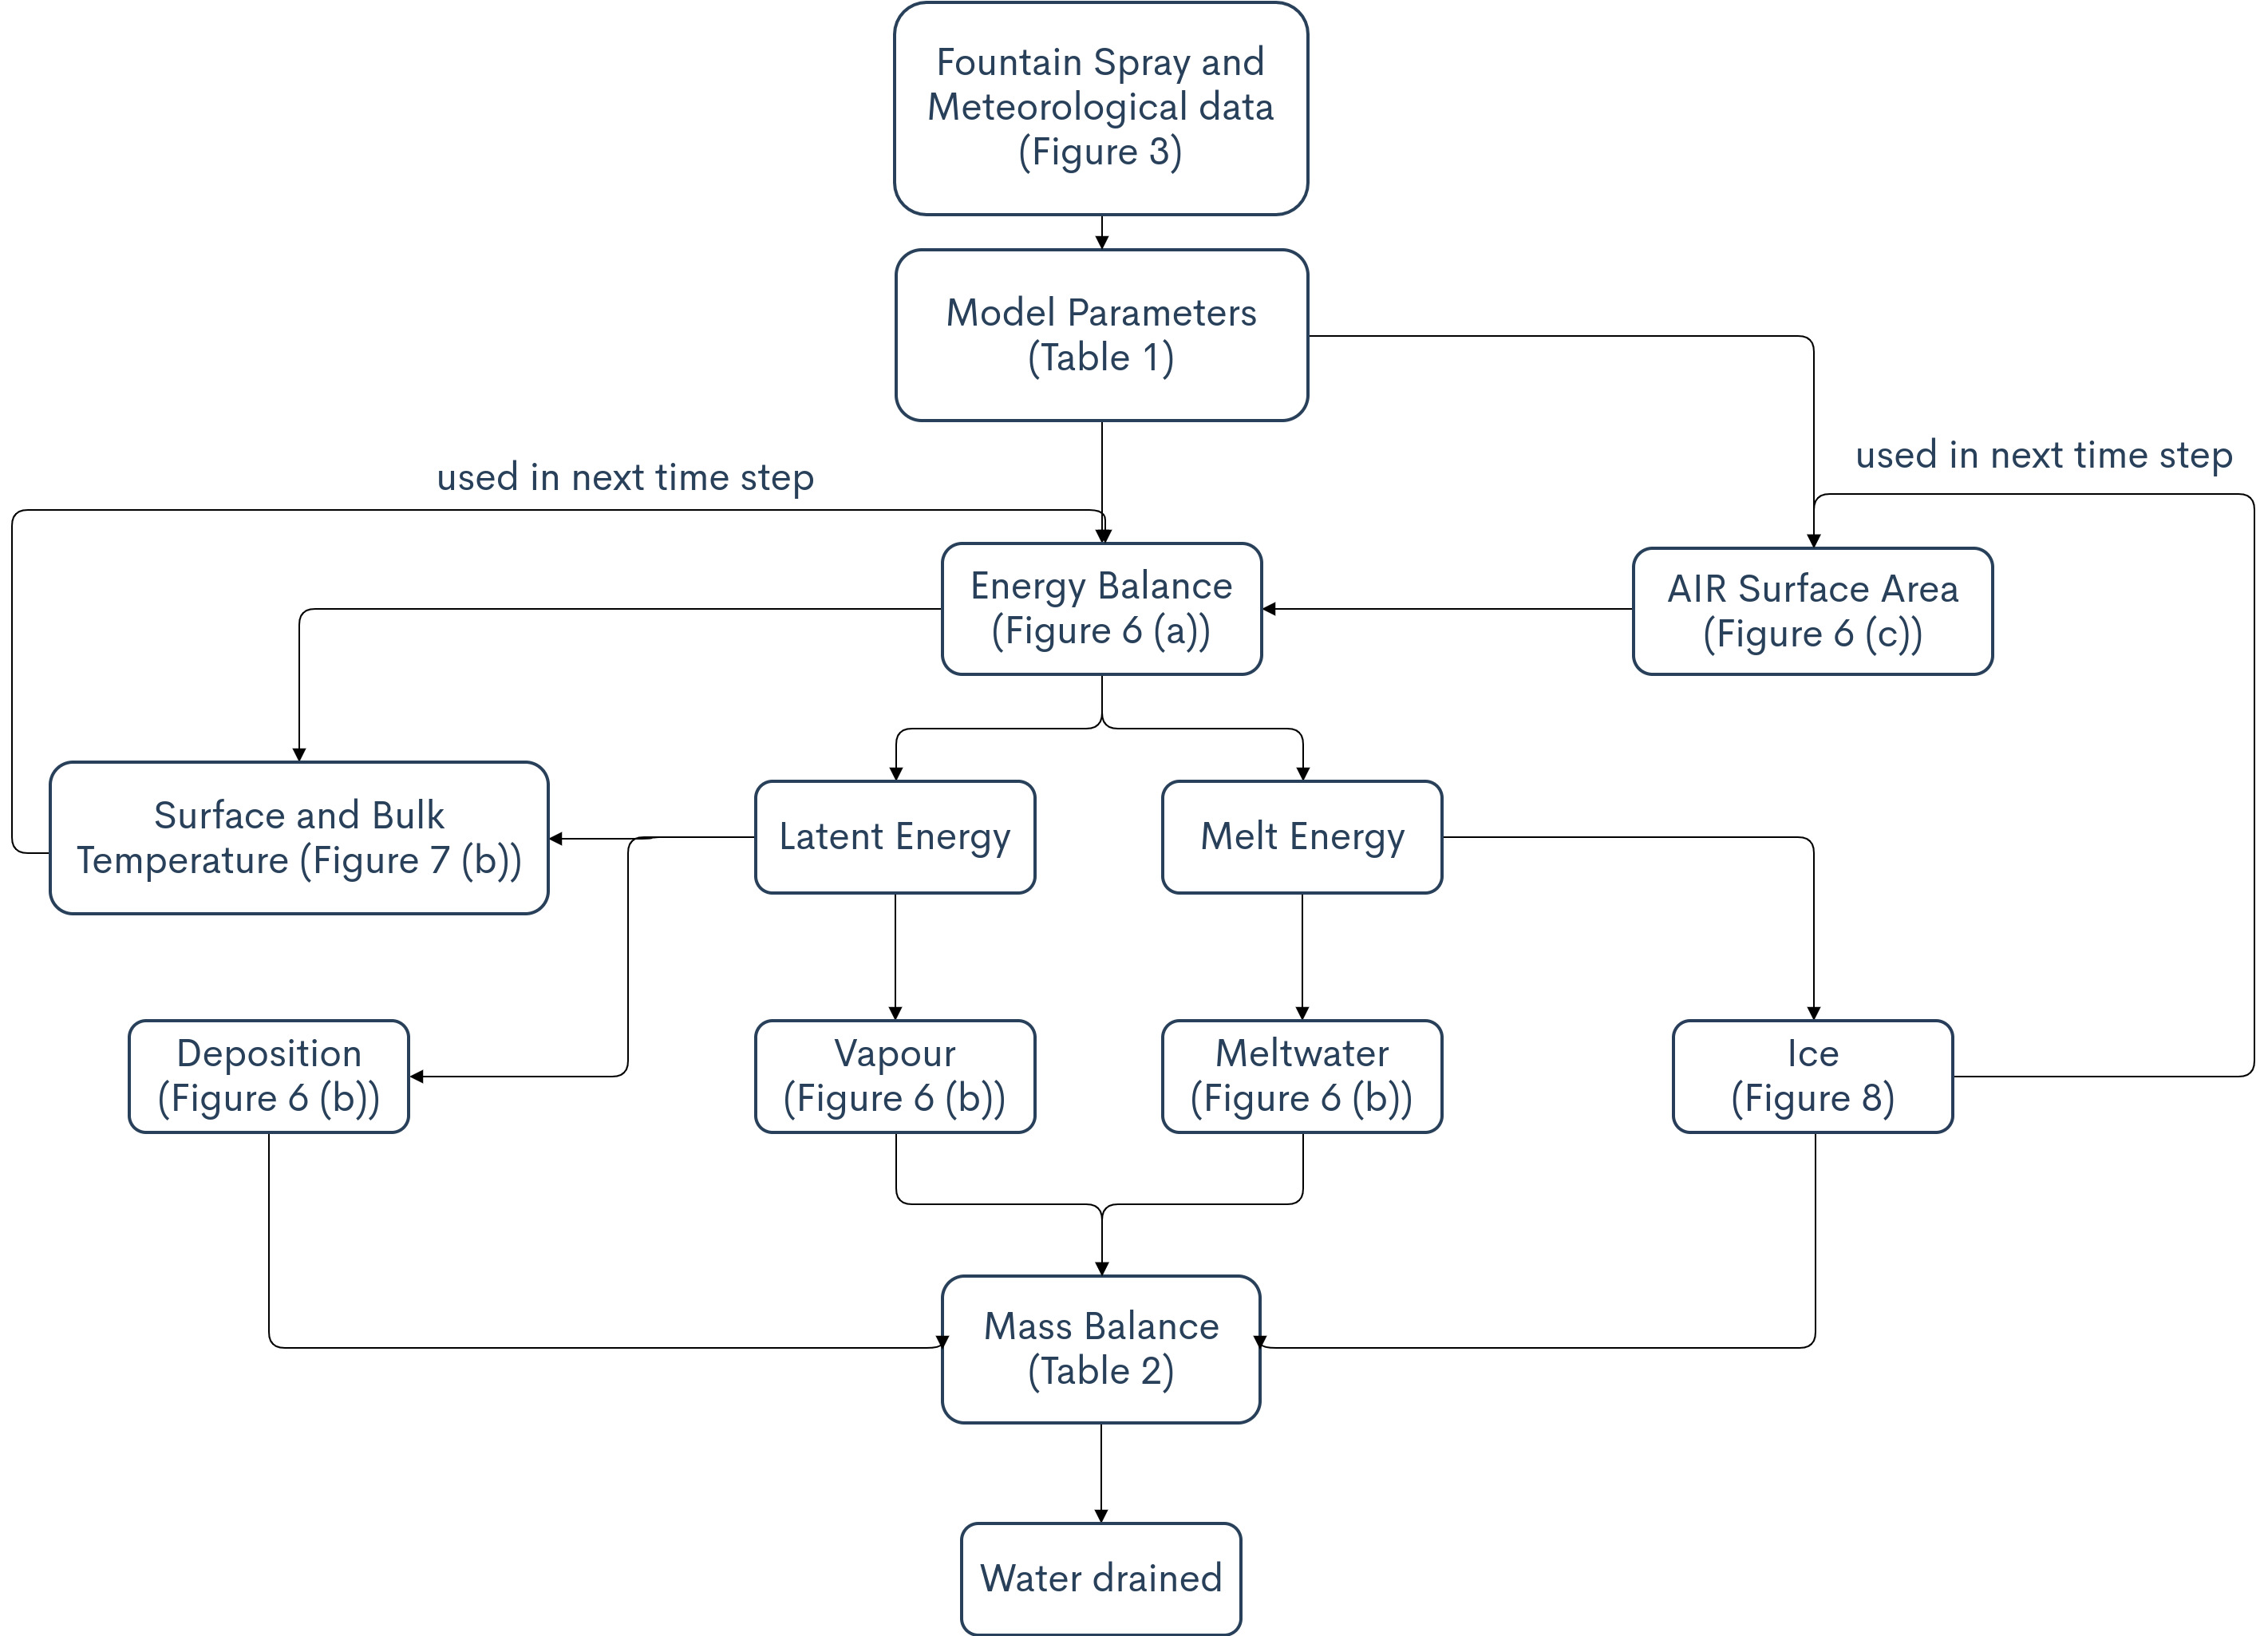 Fountain Spray and
Meteorological data
(Figure 3)
Model Parameters
(Table 1)
used in next time step
used in next time step
Energy Balance
(Figure 6 (a))
AIR Surface Area
(Figure 6 (c))
Surface and Bulk
Temperature (Figure 7 (b))
Latent Energy
Melt Energy
Deposition
(Figure 6 (b))
Vapour
(Figure 6 (b))
Meltwater
(Figure 6 (b))
Ice
(Figure 8)
Mass Balance
(Table 2)
Water drained